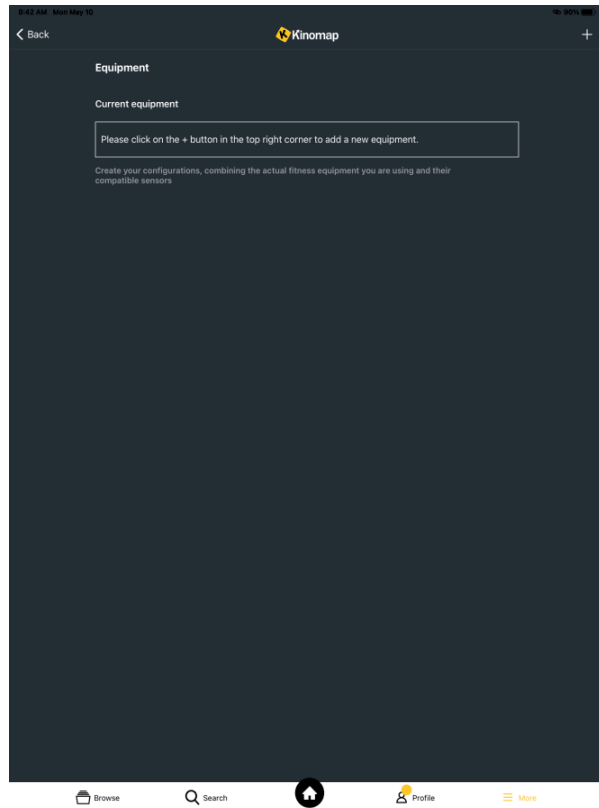 8:42 AM Mon May 10 90%
Back Kinomap +
Equipment
Current equipment
Please click on the + button in the top right corner to add a new equipment.
Create your configurations, combining the actual fitness equipment you are using and their
compatible sensors
Browse Search Profile More